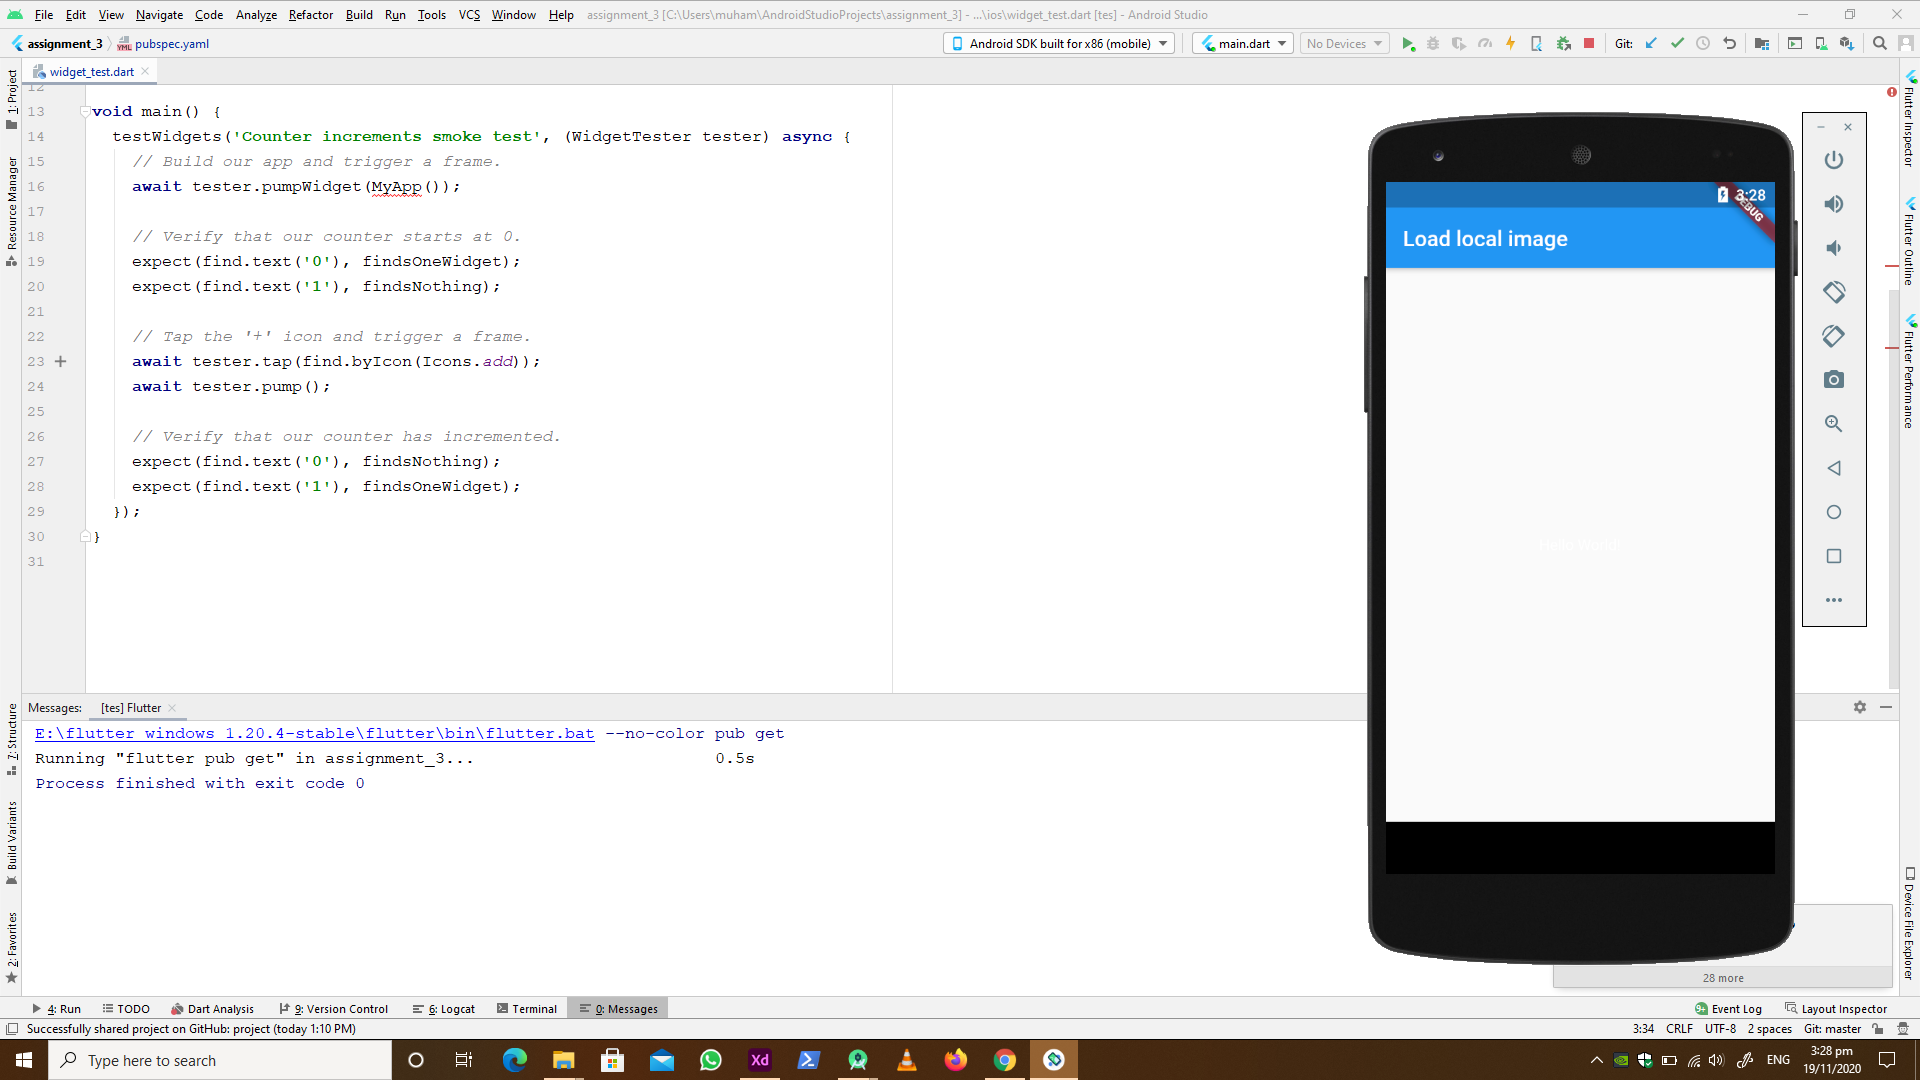 File Edit View Navigate Code Analyze Refactor Build Run Tools VCS Window Help assignment_3 [C:\Users\muham\AndroidStudioProjects\assignment_3] - ...\ios\widget_test.dart [tes] - Android Studio
assignment_3 pubspec.yaml Android SDK built for x86 (mobile) main.dart No Devices Git:
widget_test.dart
12
13 void main() {
14 testWidgets('Counter increments smoke test', (WidgetTester tester) async {
15 // Build our app and trigger a frame.
16 await tester.pumpWidget(MyApp());
17
18 // Verify that our counter starts at 0.
19 expect(find.text('0'), findsOneWidget);
20 expect(find.text('1'), findsNothing);
21
22 // Tap the '+' icon and trigger a frame.
23 await tester.tap(find.byIcon(Icons.add));
24 await tester.pump();
25
26 // Verify that our counter has incremented.
27 expect(find.text('0'), findsNothing);
28 expect(find.text('1'), findsOneWidget);
29 });
30 }
31
1: Project
Resource Manager
7: Structure
Build Variants
2: Favorites
3:28
DEBUG
Load local image
Hello World!
Flutter Inspector
Flutter Outline
Flutter Performance
Device File Explorer
Messages: [tes] Flutter
E:\flutter_windows_1.20.4-stable\flutter\bin\flutter.bat --no-color pub get
Running "flutter pub get" in assignment_3... 0.5s
Process finished with exit code 0
28 more
4: Run TODO Dart Analysis 9: Version Control 6: Logcat Terminal 0: Messages Event Log Layout Inspector
Successfully shared project on GitHub: project (today 1:10 PM) 3:34 CRLF UTF-8 2 spaces Git: master
Type here to search Xd ENG 3:28 pm
19/11/2020